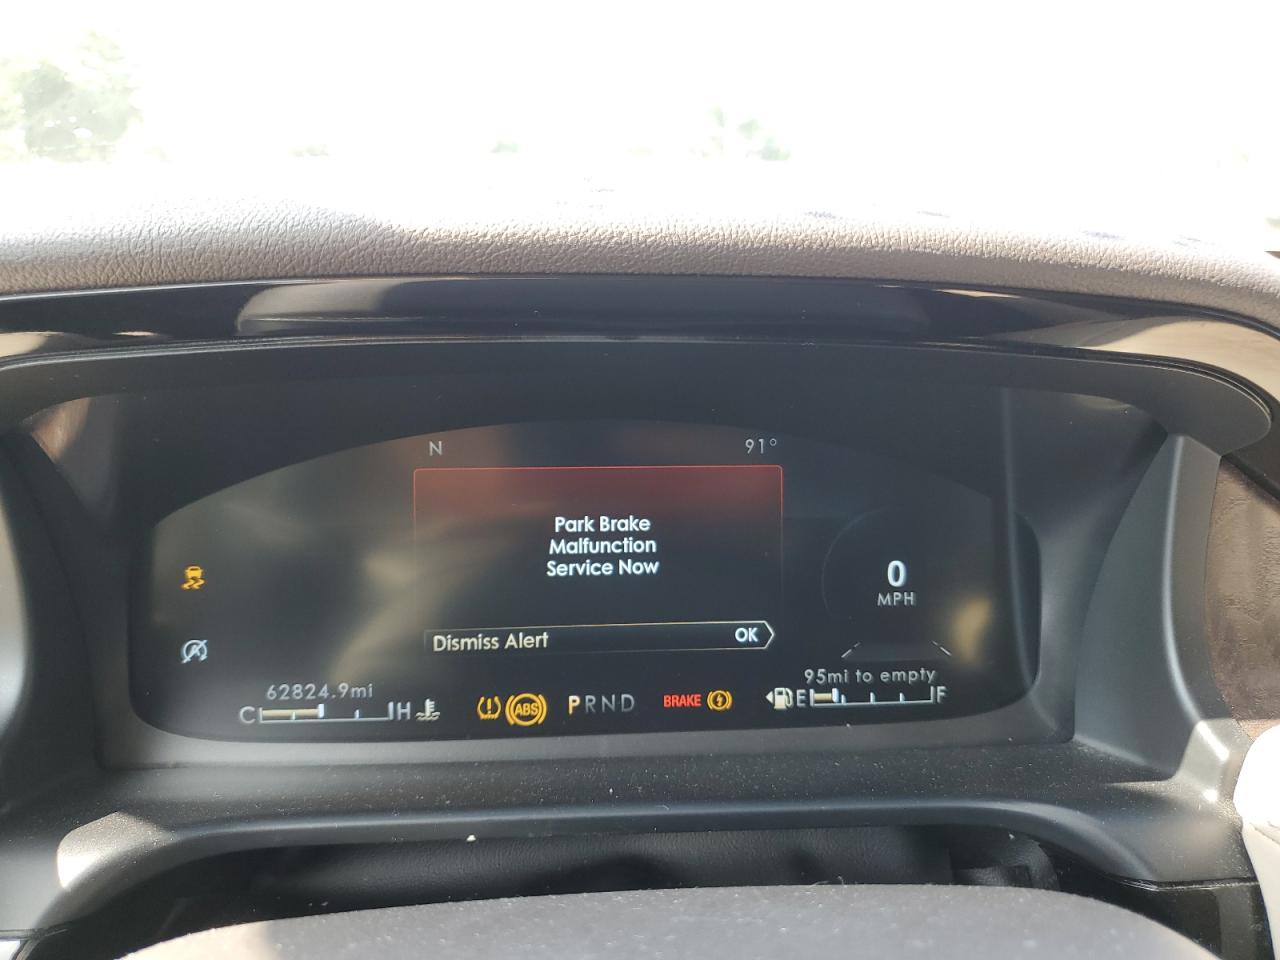 N 91°
Park Brake
Malfunction
Service Now
Dismiss Alert OK
0
MPH
62824.9mi
95mi to empty
C H
ABS
PRND
BRAKE
E F